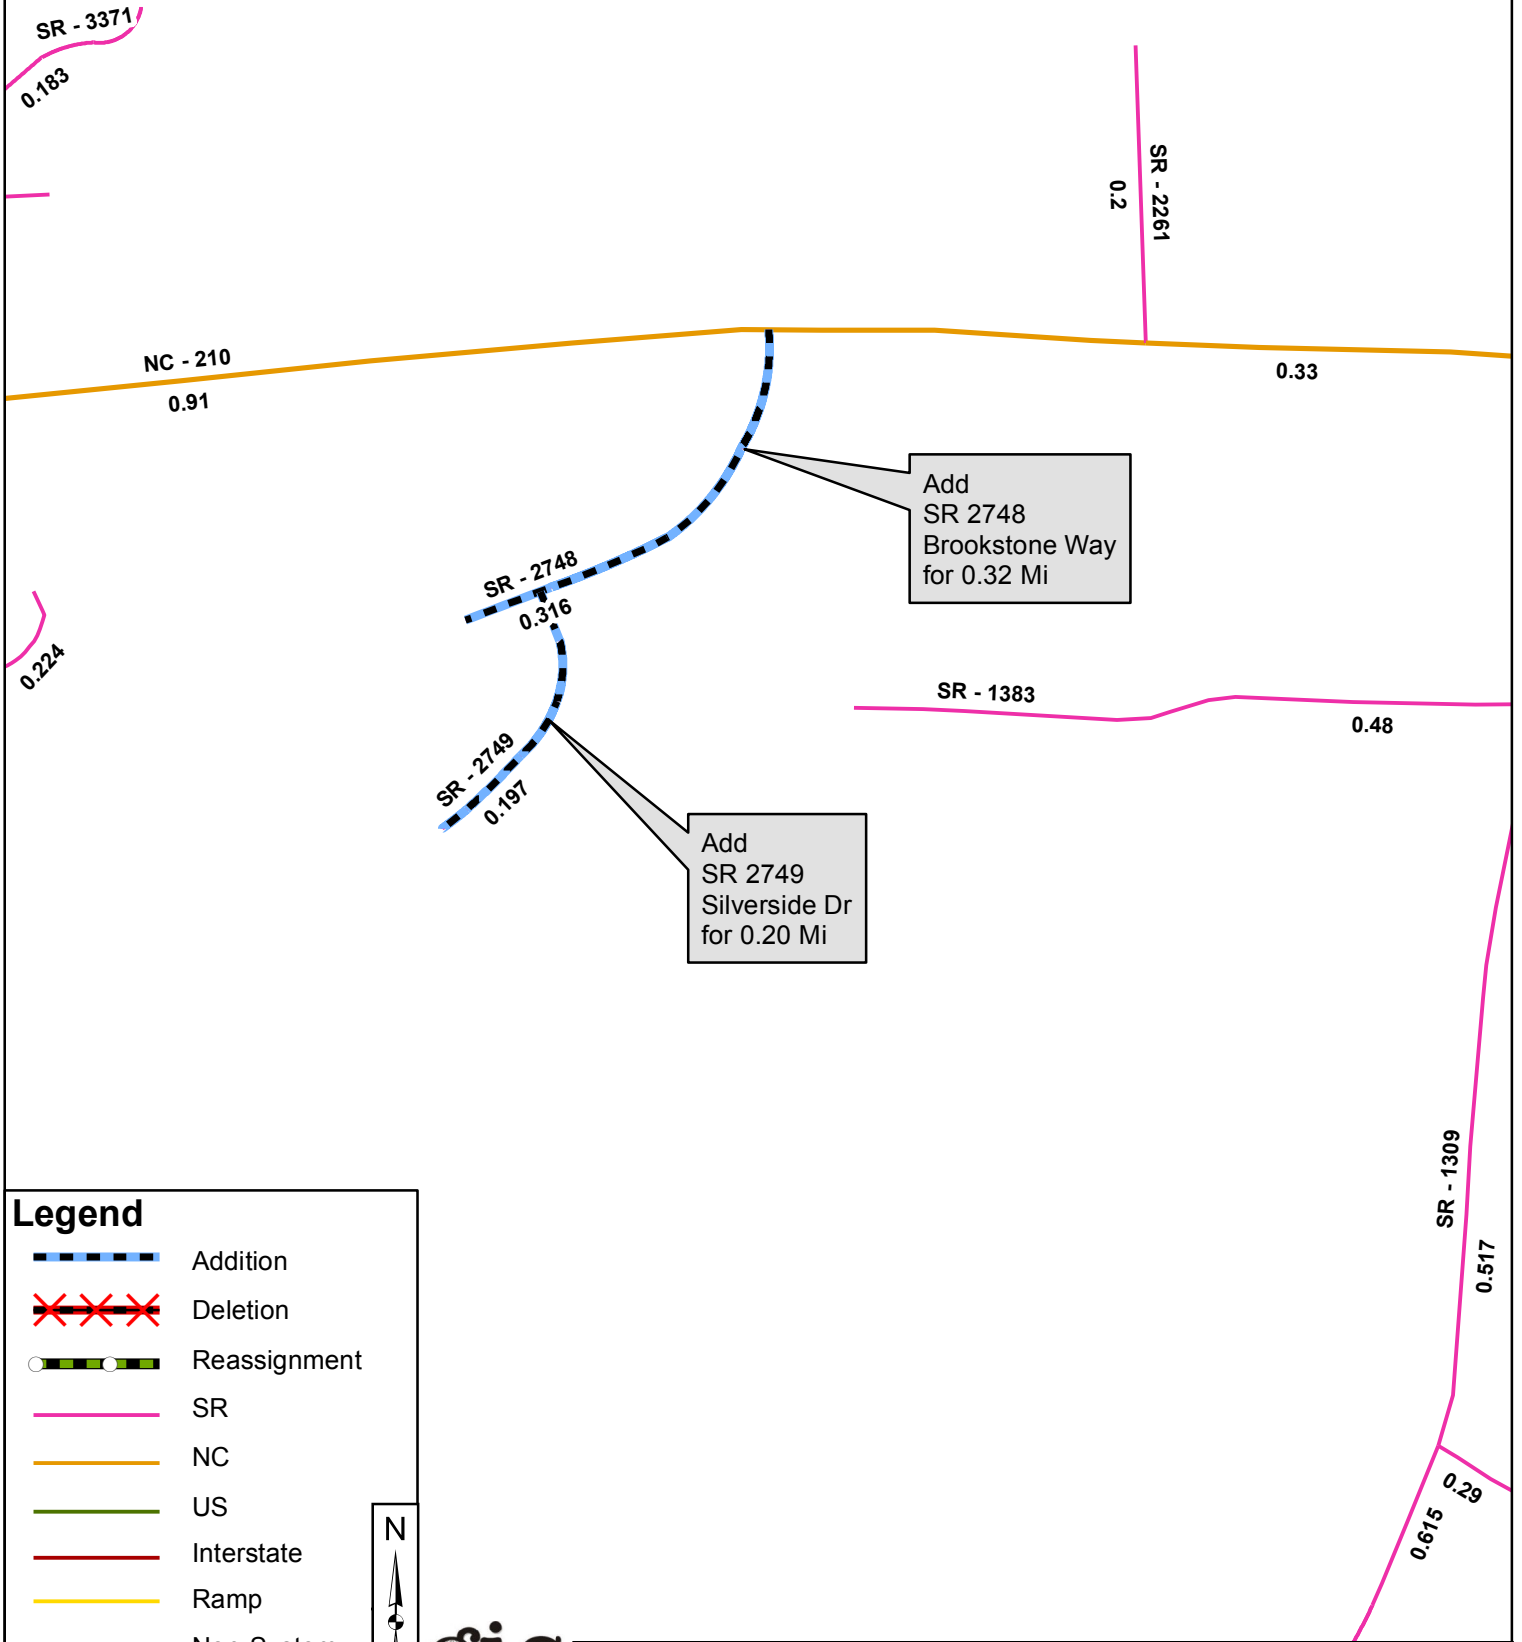 SR - 3371
0.183
SR - 2261
0.2
NC - 210
0.91
0.33
Add
SR 2748
Brookstone Way
for 0.32 Mi
SR - 2748
0.316
0.224
SR - 1383
0.48
SR - 2749
0.197
Add
SR 2749
Silverside Dr
for 0.20 Mi
SR - 1309
0.517
0.29
0.615
Legend
Addition
Deletion
Reassignment
SR
NC
US
Interstate
Ramp
N